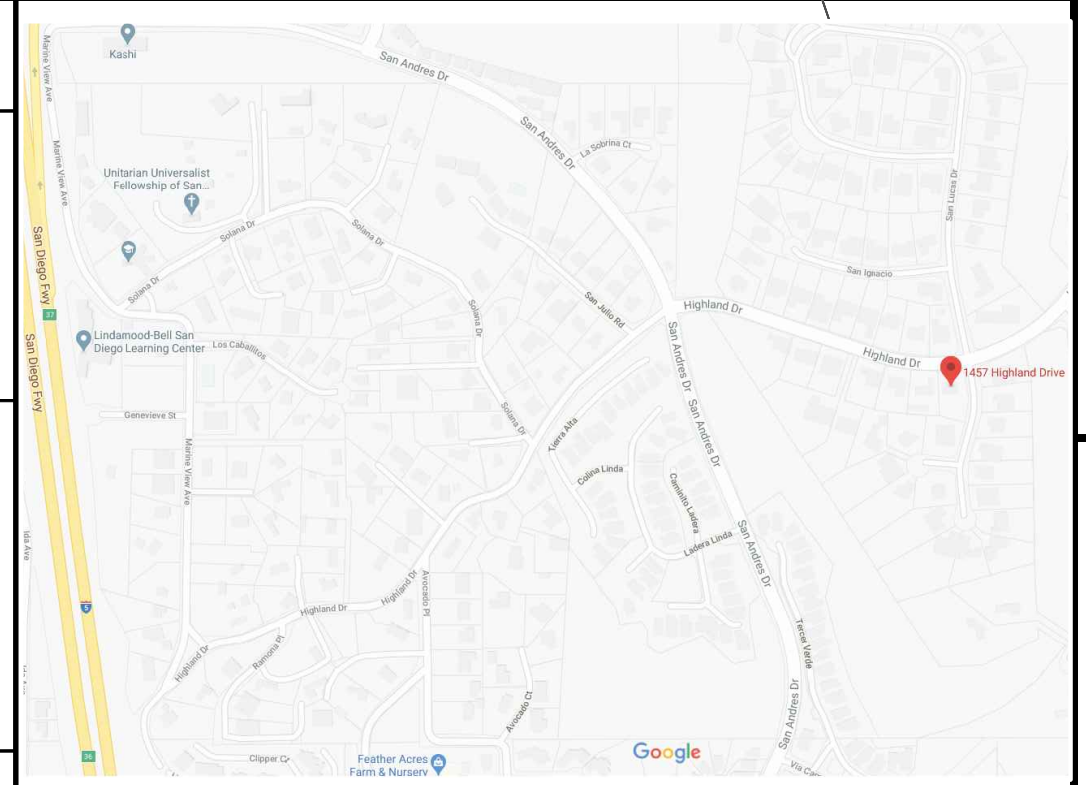 Kashi
San Andres Dr
Marine View Ave
San Andres Dr
La Sobrina Ct
Marine View Ave
Unitarian Universalist
Fellowship of San...
San Lucas Dr
Solana Dr
Solana Dr
San Diego Fwy
San Ignacio
Solana Dr
37
San Julio Rd
Highland Dr
Solana Dr
Lindamood-Bell San
Diego Learning Center
Los Caballitos
San Diego Fwy
San Andres Dr
Highland Dr
1457 Highland Drive
Genevieve St
Solana Dr
Tierra Alta
San Andres Dr
Marine View Ave
Colina Linda
Caminito Ladera
Ladera Linda
San Andres Dr
Ida Ave
5
Avocado Pl
Highland Dr
Highland Dr
Highland Dr
Ramona Pl
Tercer Verde
Avocado Ct
San Andres Dr
36
Clipper C
Feather Acres
Farm & Nursery
Google
Via